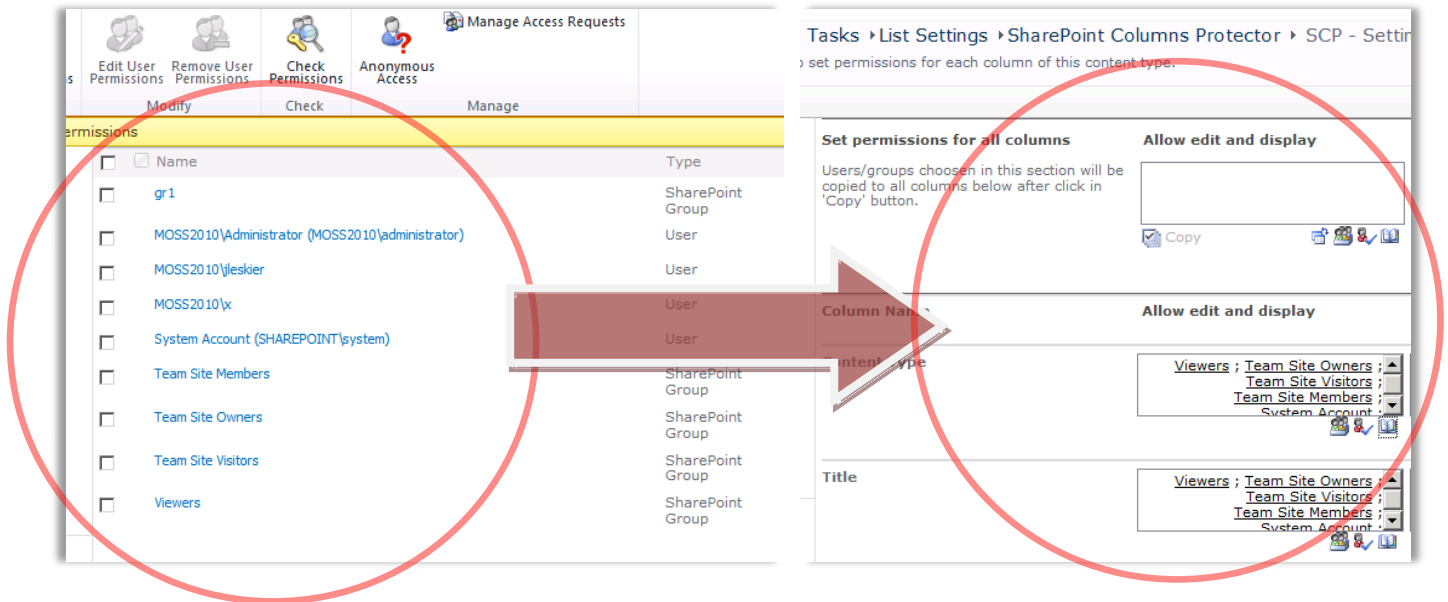 Manage Access Requests
Edit User
Permissions
Remove User
Permissions
Check
Permissions
Anonymous
Access
s
Modify
Check
Manage
ermissions
Name
Type
gr1
SharePoint
Group
MOSS2010\Administrator (MOSS2010\administrator)
User
MOSS2010\jleskier
User
MOSS2010\x
User
System Account (SHAREPOINT\system)
User
Team Site Members
SharePoint
Group
Team Site Owners
SharePoint
Group
Team Site Visitors
SharePoint
Group
Viewers
SharePoint
Group
Tasks ▸ List Settings ▸ SharePoint Columns Protector ▸ SCP - Settin
o set permissions for each column of this content type.
Set permissions for all columns
Allow edit and display
Users/groups choosen in this section will be
copied to all columns below after click in
'Copy' button.
Copy
Column Name
Allow edit and display
Content Type
Viewers ; Team Site Owners ;
Team Site Visitors ;
Team Site Members ;
System Account ;
Title
Viewers ; Team Site Owners ;
Team Site Visitors ;
Team Site Members ;
System Account ;